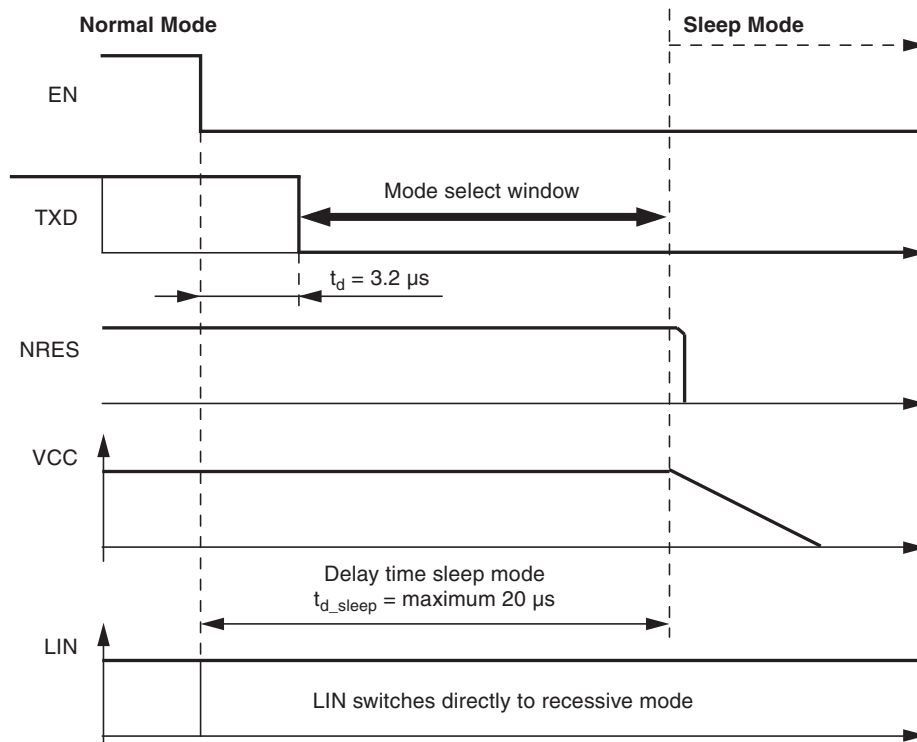 Normal Mode
Sleep Mode
EN
TXD
Mode select window
t_d = 3.2 µs
NRES
VCC
Delay time sleep mode
t_d_sleep = maximum 20 µs
LIN
LIN switches directly to recessive mode